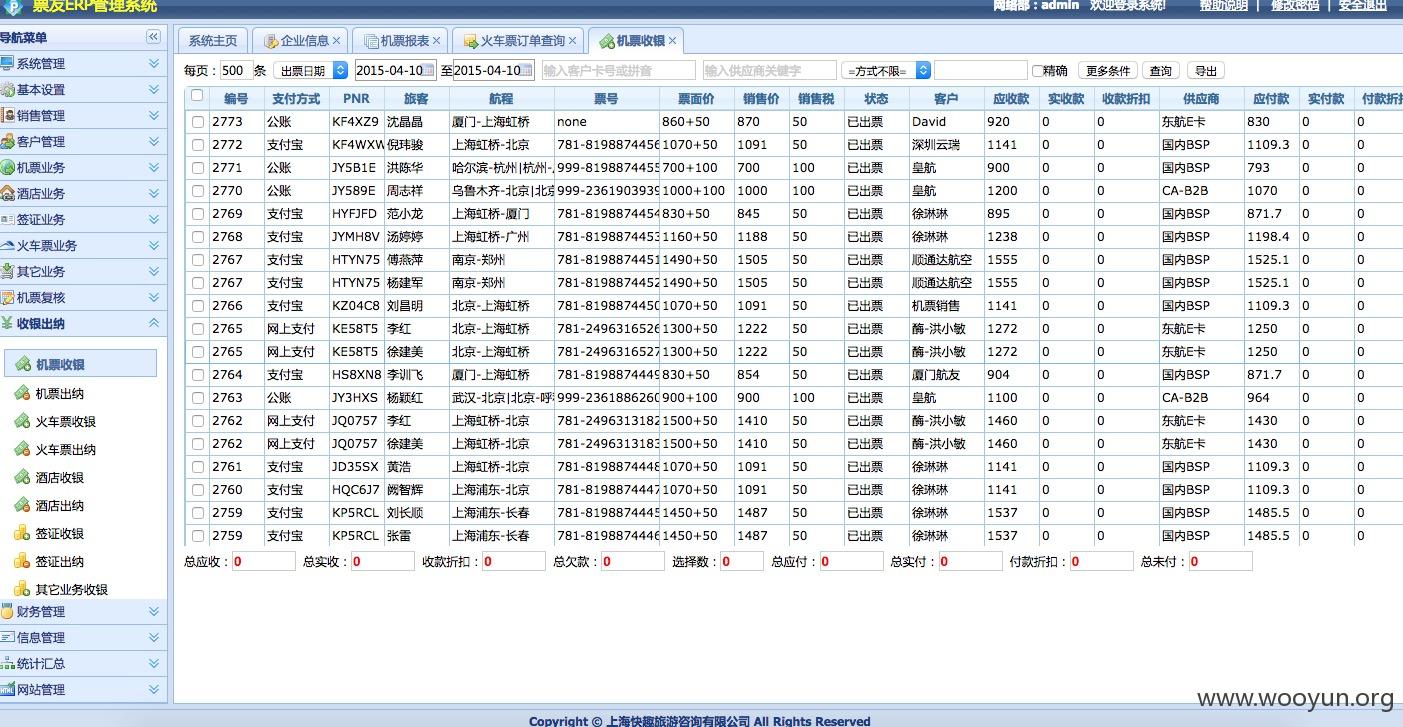 票友ERP管理系统
网络部：admin 欢迎登录系统! 帮助说明 | 修改密码 | 安全退出
导航菜单
系统管理
基本设置
销售管理
客户管理
机票业务
酒店业务
签证业务
火车票业务
其它业务
机票复核
收银出纳
机票收银
机票出纳
火车票收银
火车票出纳
酒店收银
酒店出纳
签证收银
签证出纳
其它业务收银
财务管理
信息管理
统计汇总
网站管理
系统主页 企业信息 机票报表 火车票订单查询 机票收银
每页：500 条 出票日期 2015-04-10 至 2015-04-10 输入客户卡号或拼音 输入供应商关键字 =方式不限= 精确 更多条件 查询 导出
编号 支付方式 PNR 旅客 航程 票号 票面价 销售价 销售税 状态 客户 应收款 实收款 收款折扣 供应商 应付款 实付款 付款折扣
2773 公账 KF4XZ9 沈晶晶 厦门-上海虹桥 none 860+50 870 50 已出票 David 920 0 0 东航E卡 830 0 0
2772 支付宝 KF4WXW 倪玮骏 上海虹桥-北京 781-8198874456 1070+50 1091 50 已出票 深圳云瑞 1141 0 0 国内BSP 1109.3 0 0
2771 公账 JY5B1E 洪陈华 哈尔滨-杭州|杭州- 999-8198874455 700+100 700 100 已出票 皇航 900 0 0 国内BSP 793 0 0
2770 公账 JY589E 周志祥 乌鲁木齐-北京|北京 999-2361903939 1000+100 1000 100 已出票 皇航 1200 0 0 CA-B2B 1070 0 0
2769 支付宝 HYFJFD 范小龙 上海虹桥-厦门 781-8198874454 830+50 845 50 已出票 徐琳琳 895 0 0 国内BSP 871.7 0 0
2768 支付宝 JYMH8V 汤婷婷 上海虹桥-广州 781-8198874453 1160+50 1188 50 已出票 徐琳琳 1238 0 0 国内BSP 1198.4 0 0
2767 支付宝 HTYN75 傅燕萍 南京-郑州 781-8198874451 1490+50 1505 50 已出票 顺通达航空 1555 0 0 国内BSP 1525.1 0 0
2767 支付宝 HTYN75 杨建军 南京-郑州 781-8198874452 1490+50 1505 50 已出票 顺通达航空 1555 0 0 国内BSP 1525.1 0 0
2766 支付宝 KZ04C8 刘昌明 北京-上海虹桥 781-8198874450 1070+50 1091 50 已出票 机票销售 1141 0 0 国内BSP 1109.3 0 0
2765 网上支付 KE58T5 李红 北京-上海虹桥 781-2496316526 1300+50 1222 50 已出票 酶-洪小敏 1272 0 0 东航E卡 1250 0 0
2765 网上支付 KE58T5 徐建美 北京-上海虹桥 781-2496316527 1300+50 1222 50 已出票 酶-洪小敏 1272 0 0 东航E卡 1250 0 0
2764 支付宝 HS8XN8 李训飞 厦门-上海虹桥 781-8198874449 830+50 854 50 已出票 厦门航友 904 0 0 国内BSP 871.7 0 0
2763 公账 JY3HXS 杨颖红 武汉-北京|北京-呼和 999-2361886260 900+100 900 100 已出票 皇航 1100 0 0 CA-B2B 964 0 0
2762 网上支付 JQ0757 李红 上海虹桥-北京 781-2496313182 1500+50 1410 50 已出票 酶-洪小敏 1460 0 0 东航E卡 1430 0 0
2762 网上支付 JQ0757 徐建美 上海虹桥-北京 781-2496313183 1500+50 1410 50 已出票 酶-洪小敏 1460 0 0 东航E卡 1430 0 0
2761 支付宝 JD35SX 黄浩 上海虹桥-北京 781-8198874448 1070+50 1091 50 已出票 徐琳琳 1141 0 0 国内BSP 1109.3 0 0
2760 支付宝 HQC6J7 阙智辉 上海浦东-北京 781-8198874447 1070+50 1091 50 已出票 徐琳琳 1141 0 0 国内BSP 1109.3 0 0
2759 支付宝 KP5RCL 刘长顺 上海浦东-长春 781-8198874445 1450+50 1487 50 已出票 徐琳琳 1537 0 0 国内BSP 1485.5 0 0
2759 支付宝 KP5RCL 张雷 上海浦东-长春 781-8198874446 1450+50 1487 50 已出票 徐琳琳 1537 0 0 国内BSP 1485.5 0 0
总应收：0 总实收：0 收款折扣：0 总欠款：0 选择数：0 总应付：0 总实付：0 付款折扣：0 总未付：0
www.wooyun.org
Copyright © 上海快趣旅游咨询有限公司 All Rights Reserved